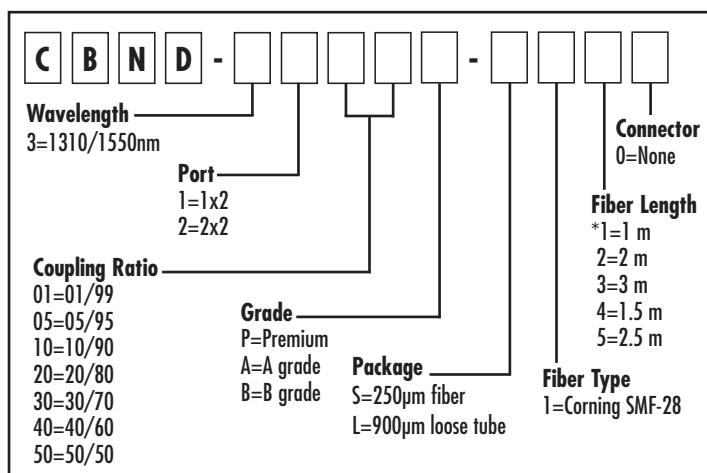 C B N D - -
Wavelength
3=1310/1550nm
Port
1=1x2
2=2x2
Coupling Ratio
01=01/99
05=05/95
10=10/90
20=20/80
30=30/70
40=40/60
50=50/50
Grade
P=Premium
A=A grade
B=B grade
Package
S=250µm fiber
L=900µm loose tube
Fiber Type
1=Corning SMF-28
Fiber Length
*1=1 m
2=2 m
3=3 m
4=1.5 m
5=2.5 m
Connector
0=None